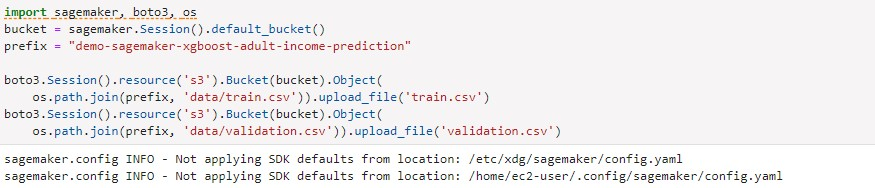 import sagemaker, boto3, os
bucket = sagemaker.Session().default_bucket()
prefix = "demo-sagemaker-xgboost-adult-income-prediction"

boto3.Session().resource('s3').Bucket(bucket).Object(
    os.path.join(prefix, 'data/train.csv')).upload_file('train.csv')
boto3.Session().resource('s3').Bucket(bucket).Object(
    os.path.join(prefix, 'data/validation.csv')).upload_file('validation.csv')
sagemaker.config INFO - Not applying SDK defaults from location: /etc/xdg/sagemaker/config.yaml
sagemaker.config INFO - Not applying SDK defaults from location: /home/ec2-user/.config/sagemaker/config.yaml